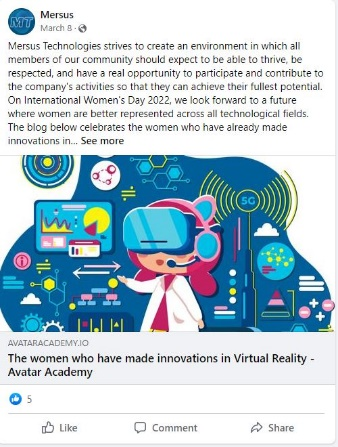 Mersus
March 8 ·
Mersus Technologies strives to create an environment in which all
members of our community should expect to be able to thrive, be
respected, and have a real opportunity to participate and contribute to
the company's activities so that they can achieve their fullest potential.
On International Women's Day 2022, we look forward to a future
where women are better represented across all technological fields.
The blog below celebrates the women who have already made
innovations in... See more
5G
AVATARACADEMY.IO
The women who have made innovations in Virtual Reality -
Avatar Academy
5
Like Comment Share